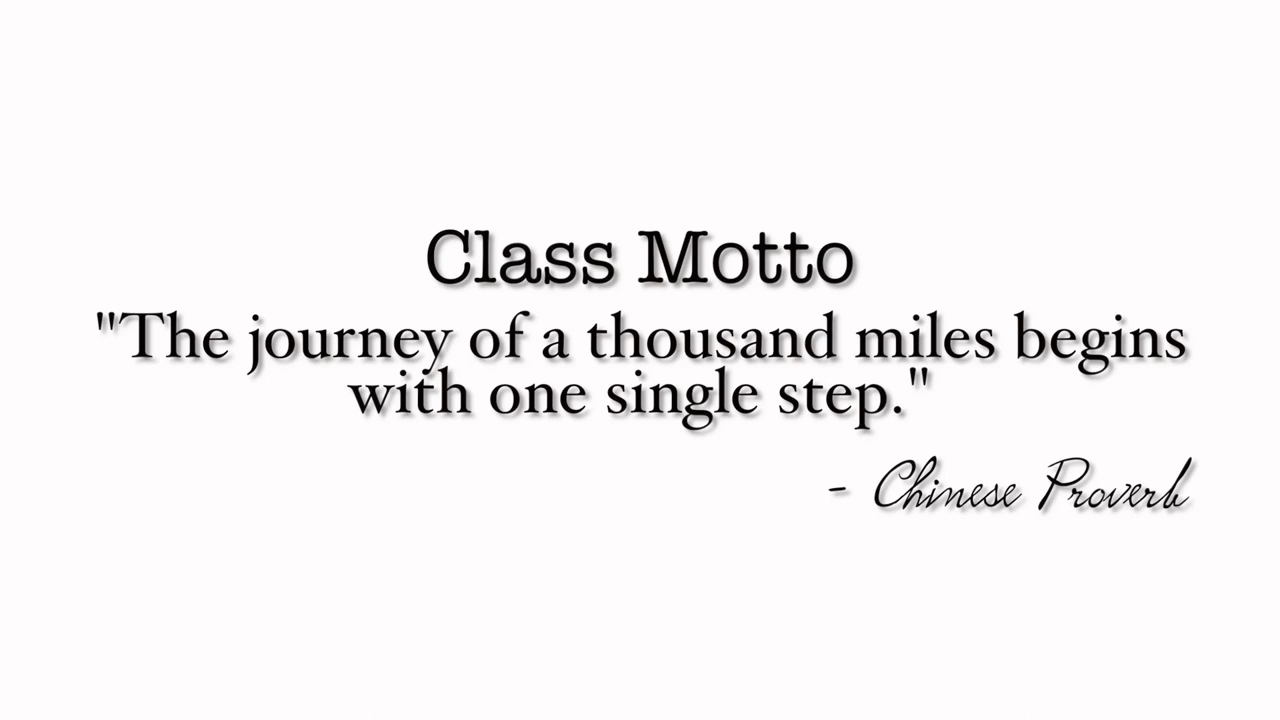 Class Motto
"The journey of a thousand miles begins
with one single step."
- Chinese Proverb